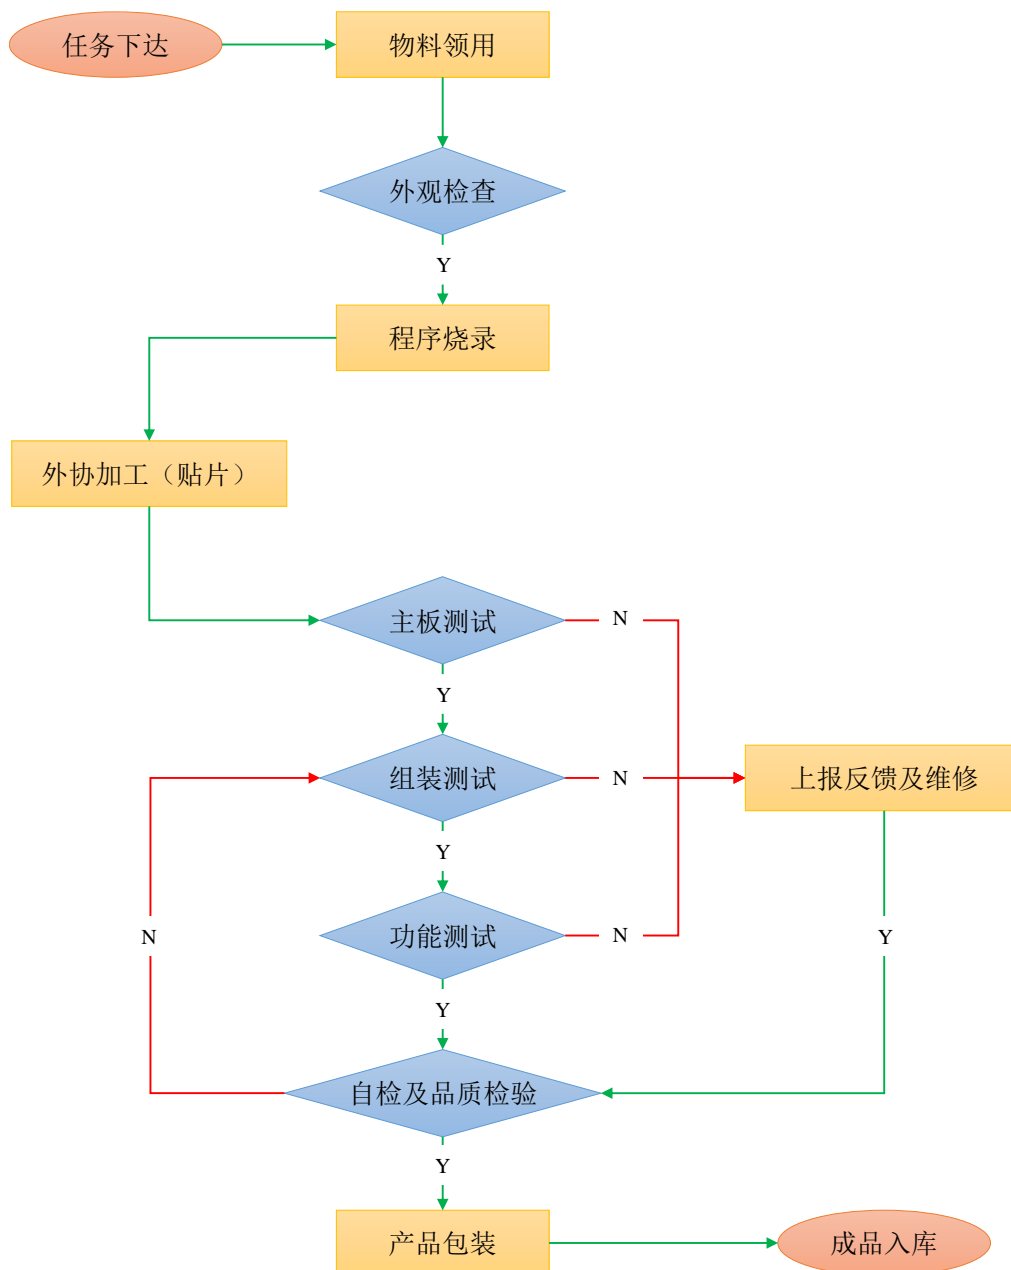 任务下达
物料领用
外观检查
Y
程序烧录
外协加工（贴片）
主板测试
N
Y
组装测试
N
上报反馈及维修
Y
功能测试
N
N
Y
Y
自检及品质检验
Y
产品包装
成品入库